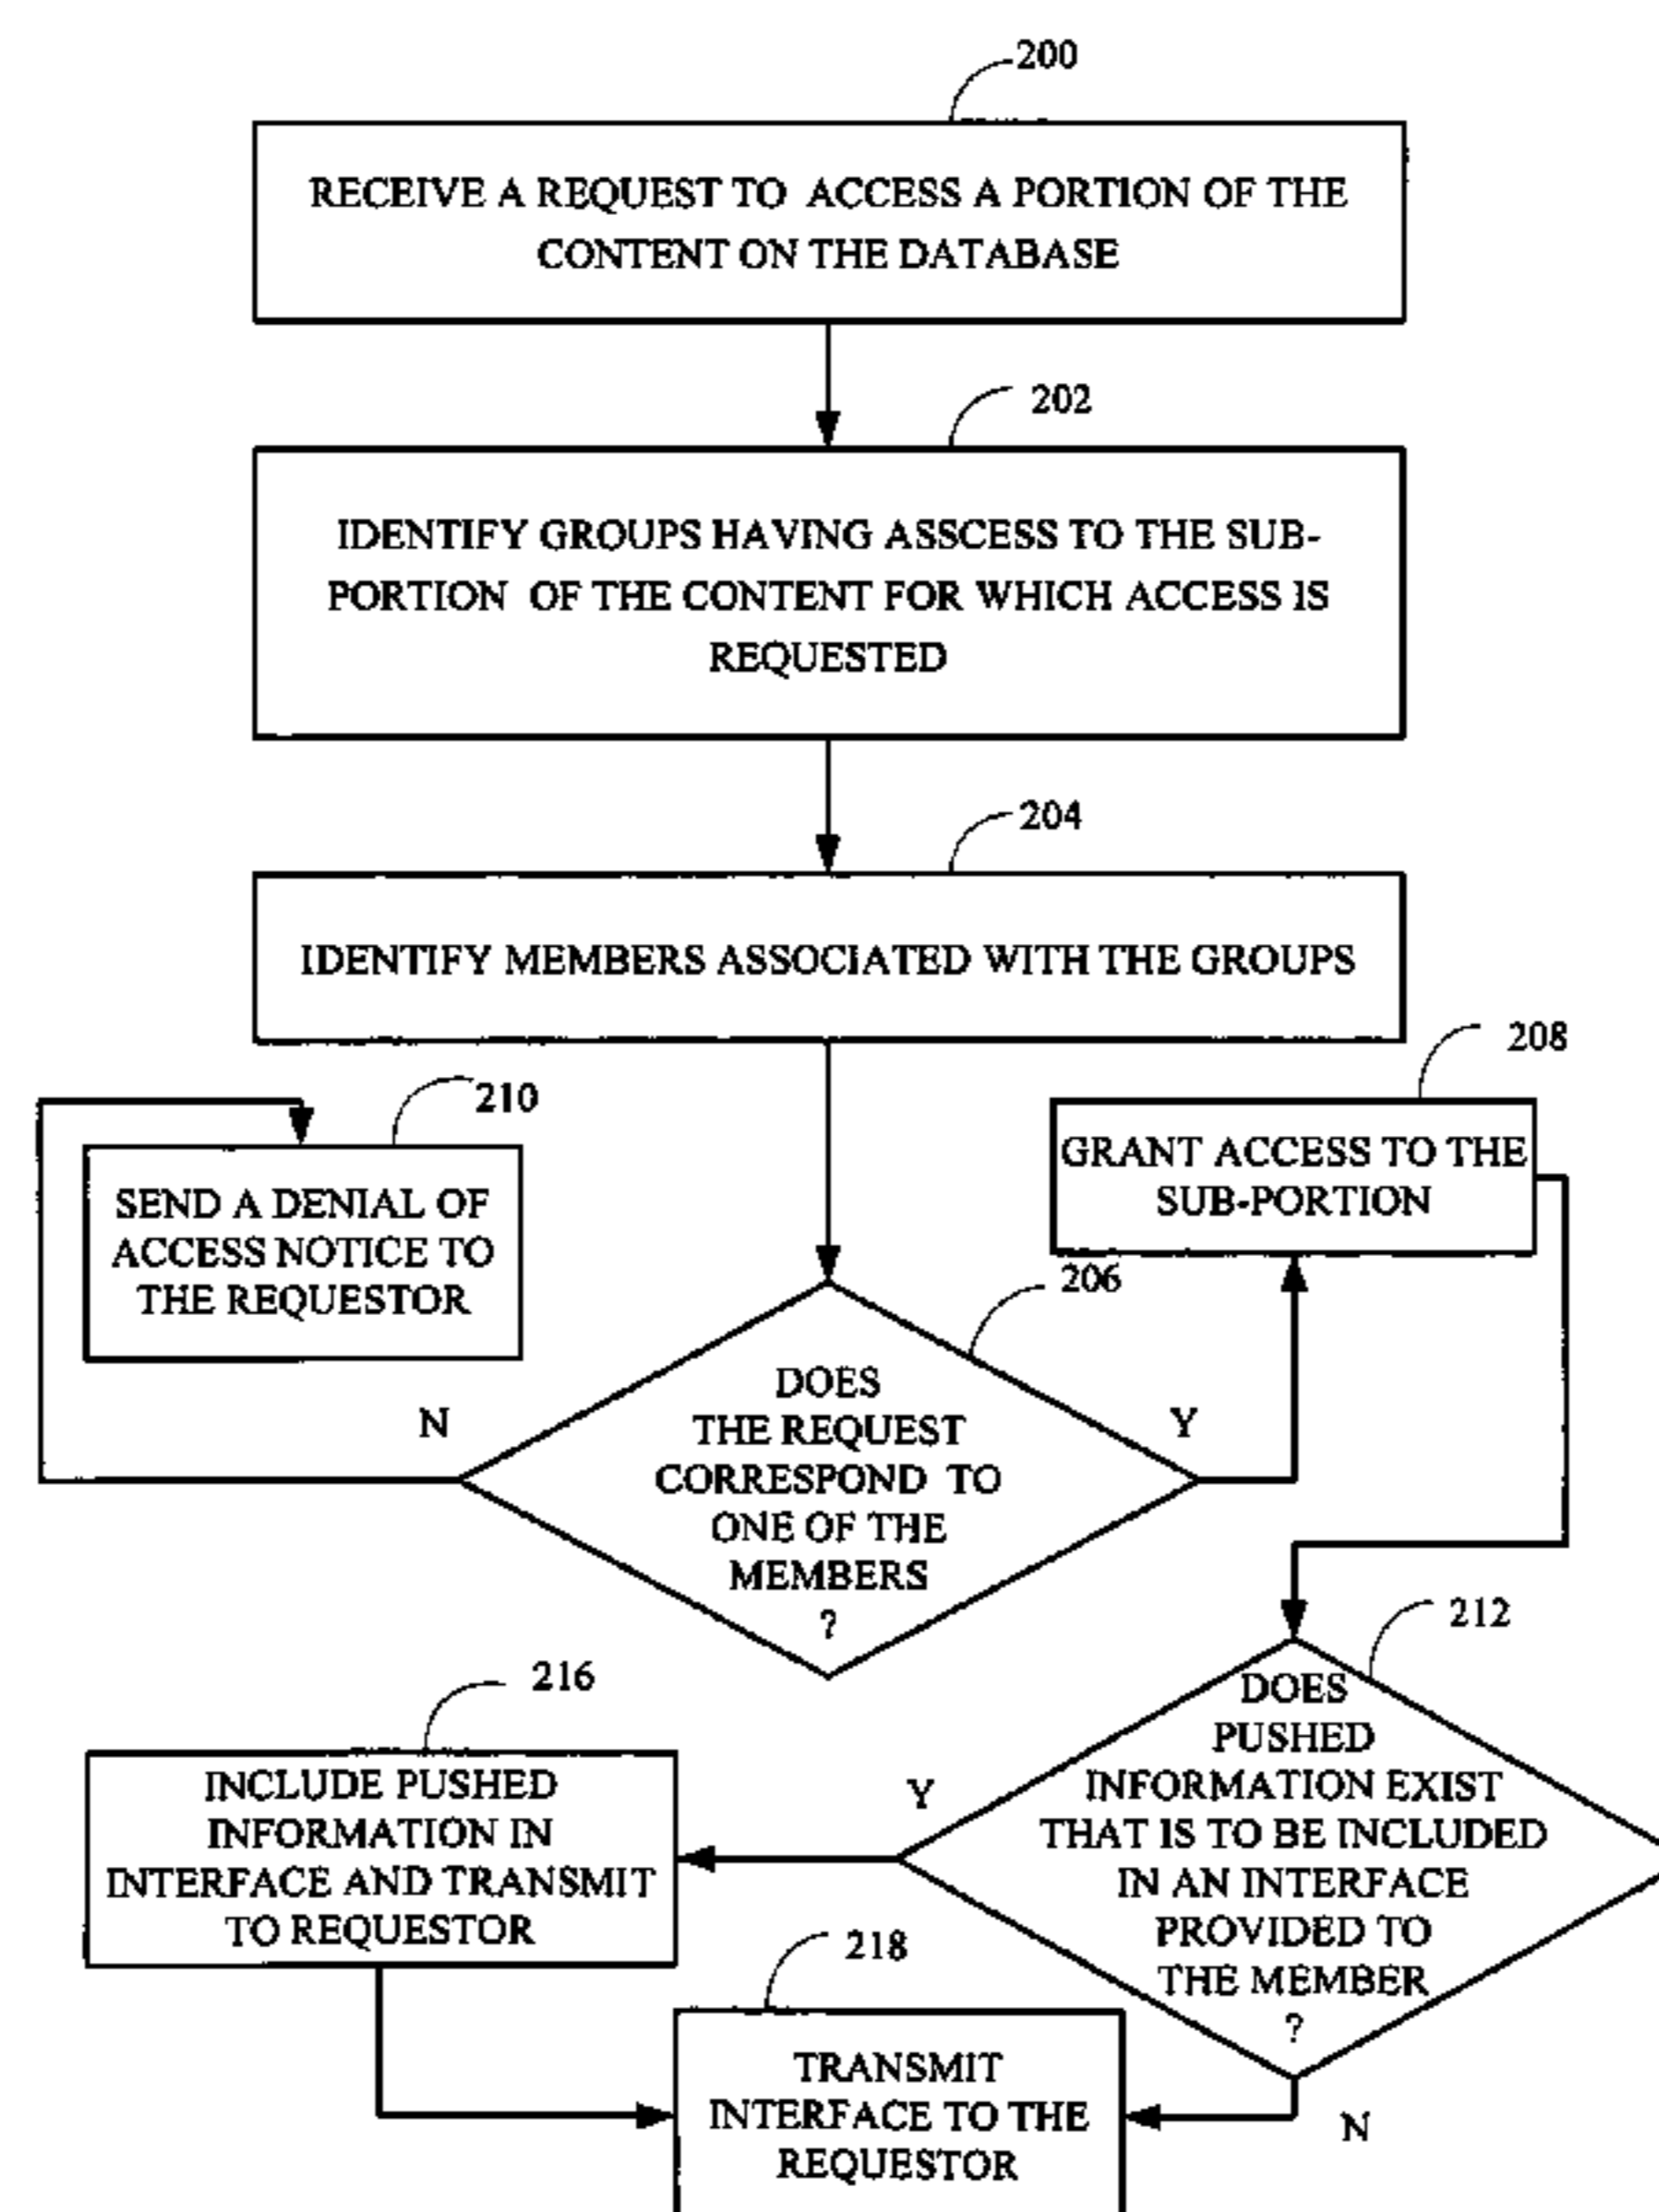 200
RECEIVE A REQUEST TO ACCESS A PORTION OF THE
CONTENT ON THE DATABASE
202
IDENTIFY GROUPS HAVING ASSCESS TO THE SUB-
PORTION OF THE CONTENT FOR WHICH ACCESS IS
REQUESTED
204
IDENTIFY MEMBERS ASSOCIATED WITH THE GROUPS
208
GRANT ACCESS TO THE
SUB-PORTION
210
SEND A DENIAL OF
ACCESS NOTICE TO
THE REQUESTOR
206
DOES
THE REQUEST
CORRESPOND TO
ONE OF THE
MEMBERS
?
N
Y
212
DOES
PUSHED
INFORMATION EXIST
THAT IS TO BE INCLUDED
IN AN INTERFACE
PROVIDED TO
THE MEMBER
?
Y
216
INCLUDE PUSHED
INFORMATION IN
INTERFACE AND TRANSMIT
TO REQUESTOR
218
TRANSMIT
INTERFACE TO THE
REQUESTOR
N